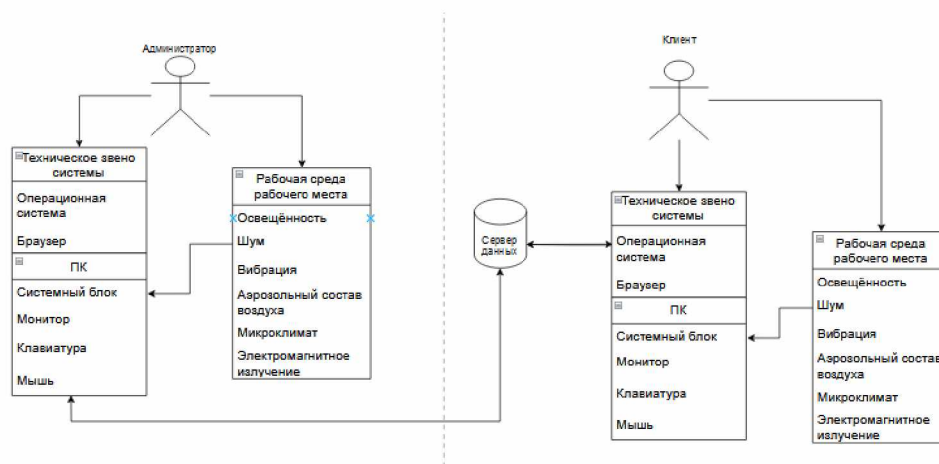 Администратор
Техническое звено
системы
Операционная
система
Браузер
ПК
Системный блок
Монитор
Клавиатура
Мышь
Рабочая среда
рабочего места
Освещённость
Шум
Вибрация
Аэрозольный состав
воздуха
Микроклимат
Электромагнитное
излучение
Сервер
данных
Клиент
Техническое звено
системы
Операционная
система
Браузер
ПК
Системный блок
Монитор
Клавиатура
Мышь
Рабочая среда
рабочего места
Освещённость
Шум
Вибрация
Аэрозольный состав
воздуха
Микроклимат
Электромагнитное
излучение